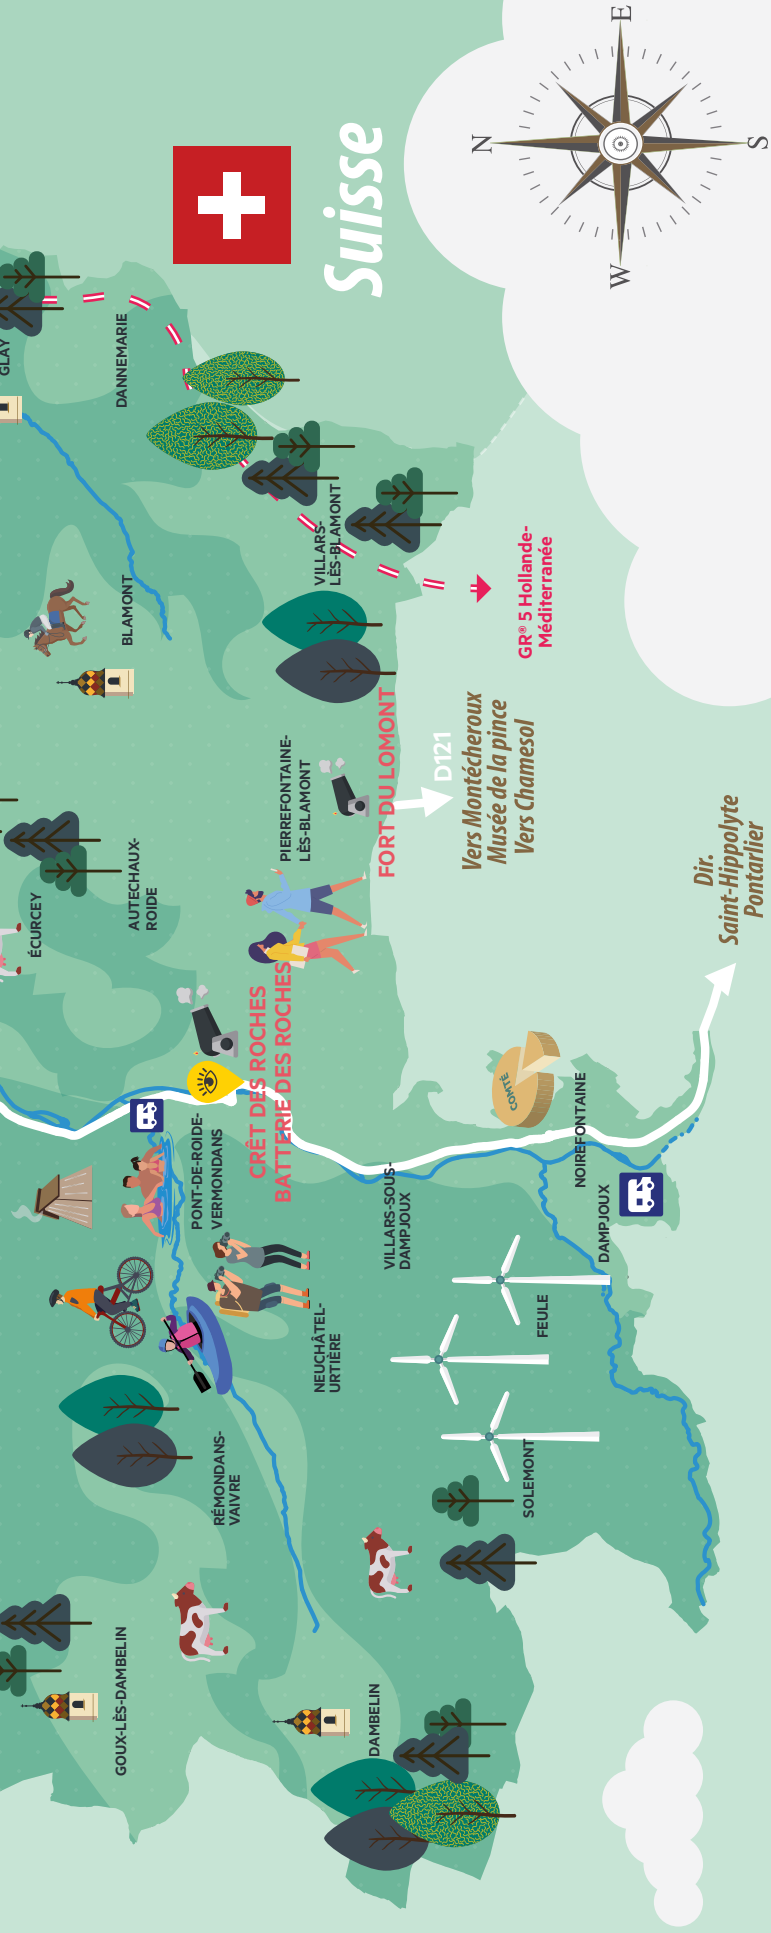 E
N
S
W
Suisse
GLAY
DANNEMARIE
VILLARS-
LÈS-BLAMONT
BLAMONT
GR® 5 Hollande-
Méditerranée
PIERREFONTAINE-
LÈS-BLAMONT
FORT DU LOMONT
D121
Vers Montécheroux
Musée de la pince
Vers Chamesol
AUTECHAUX-
ROIDE
ÉCURCEY
Dir.
Saint-Hippolyte
Pontarlier
CRÊT DES ROCHES
BATTERIE DES ROCHES
PONT-DE-ROIDE-
VERMONDANS
COMTÉ
NOIREFONTAINE
VILLARS-SOUS-
DAMPJOUX
DAMPJOUX
FEULE
NEUCHÂTEL-
URTIÈRE
RÉMONDANS-
VAIVRE
SOLEMONT
GOUX-LÈS-DAMBELIN
DAMBELIN